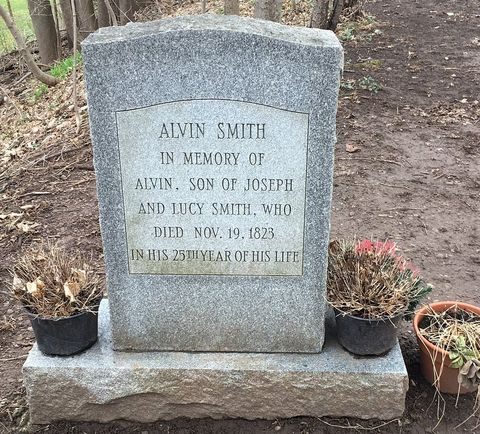 ALVIN SMITH
IN MEMORY OF
ALVIN, SON OF JOSEPH
AND LUCY SMITH, WHO
DIED NOV. 19, 1823
IN HIS 25TH YEAR OF HIS LIFE